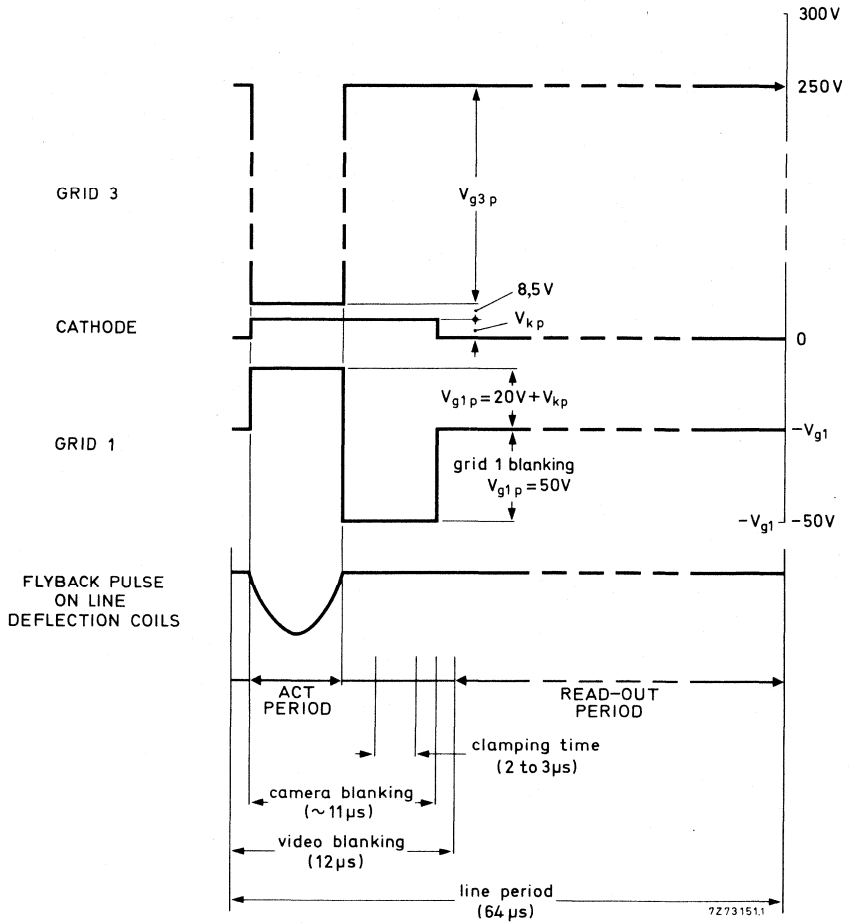 300V
250V
GRID 3
Vg3p
8,5V
CATHODE
Vkp
0
Vg1p=20V+Vkp
GRID 1
-Vg1
grid 1 blanking
Vg1p=50V
-Vg1
-50V
FLYBACK PULSE
ON LINE
DEFLECTION COILS
ACT
PERIOD
READ-OUT
PERIOD
clamping time
(2 to 3μs)
camera blanking
(~11μs)
video blanking
(12μs)
line period
(64μs)
7Z73151.1